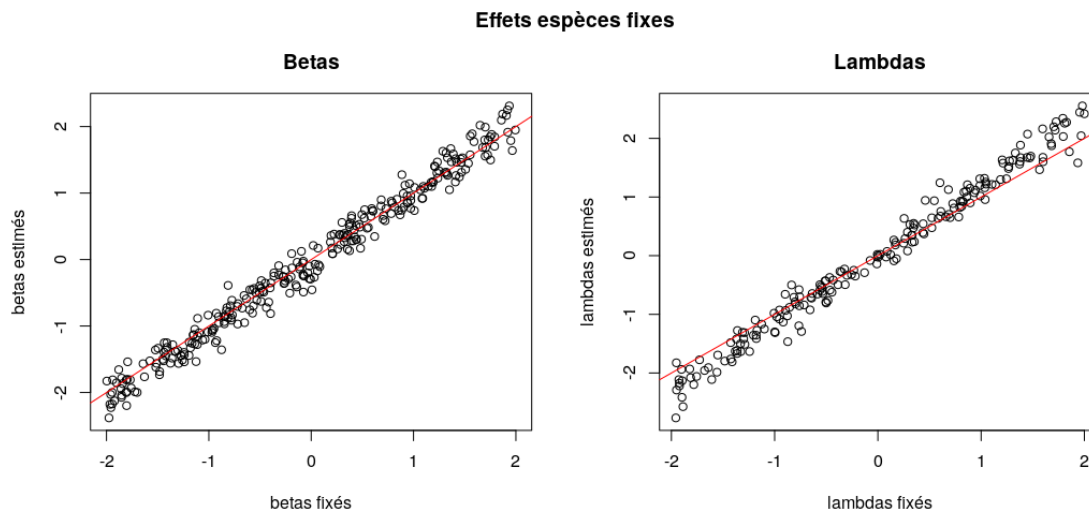 Effets espèces fixes
Betas
betas estimés
2
1
0
-1
-2
-2 -1 0 1 2
betas fixés
Lambdas
lambdas estimés
2
1
0
-1
-2
-2 -1 0 1 2
lambdas fixés